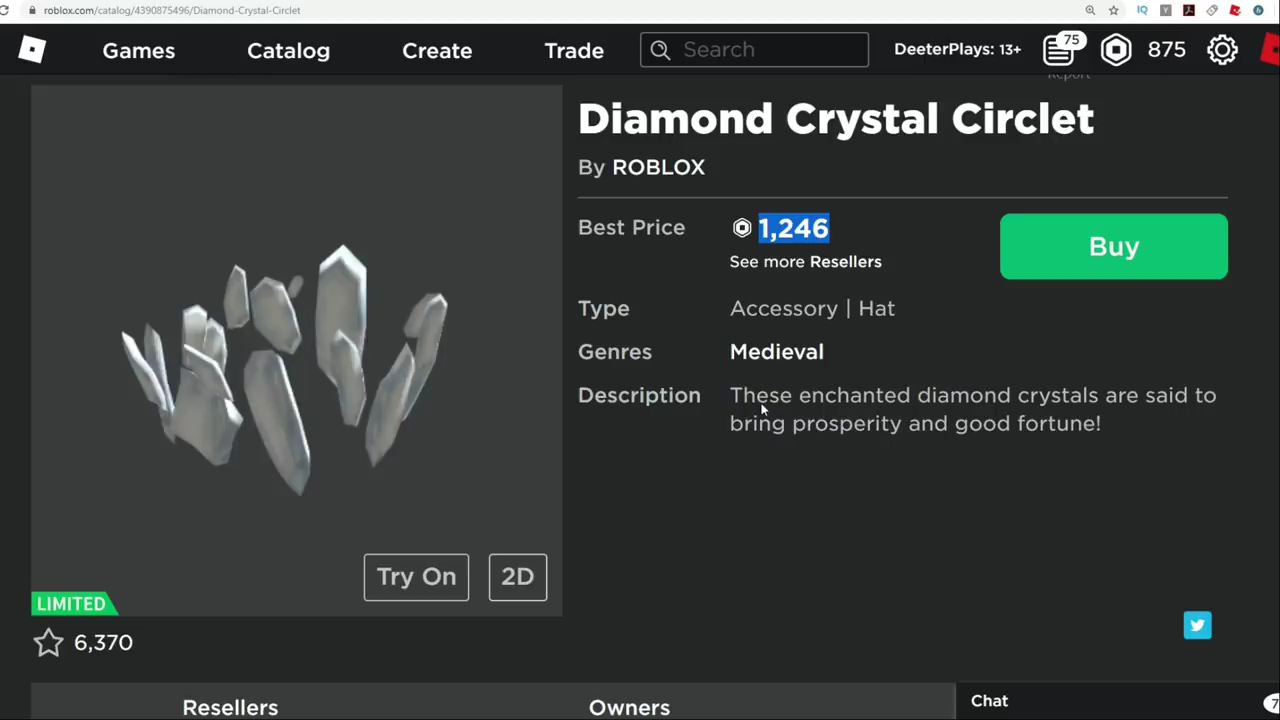 roblox.com/catalog/4390875496/Diamond-Crystal-Circlet
Games Catalog Create Trade Search DeeterPlays: 13+ 75 875
Report
Diamond Crystal Circlet
By ROBLOX
Best Price 1,246 Buy
See more Resellers
Type Accessory | Hat
Genres Medieval
Description These enchanted diamond crystals are said to
bring prosperity and good fortune!
Try On 2D
LIMITED
6,370
Resellers Owners Chat